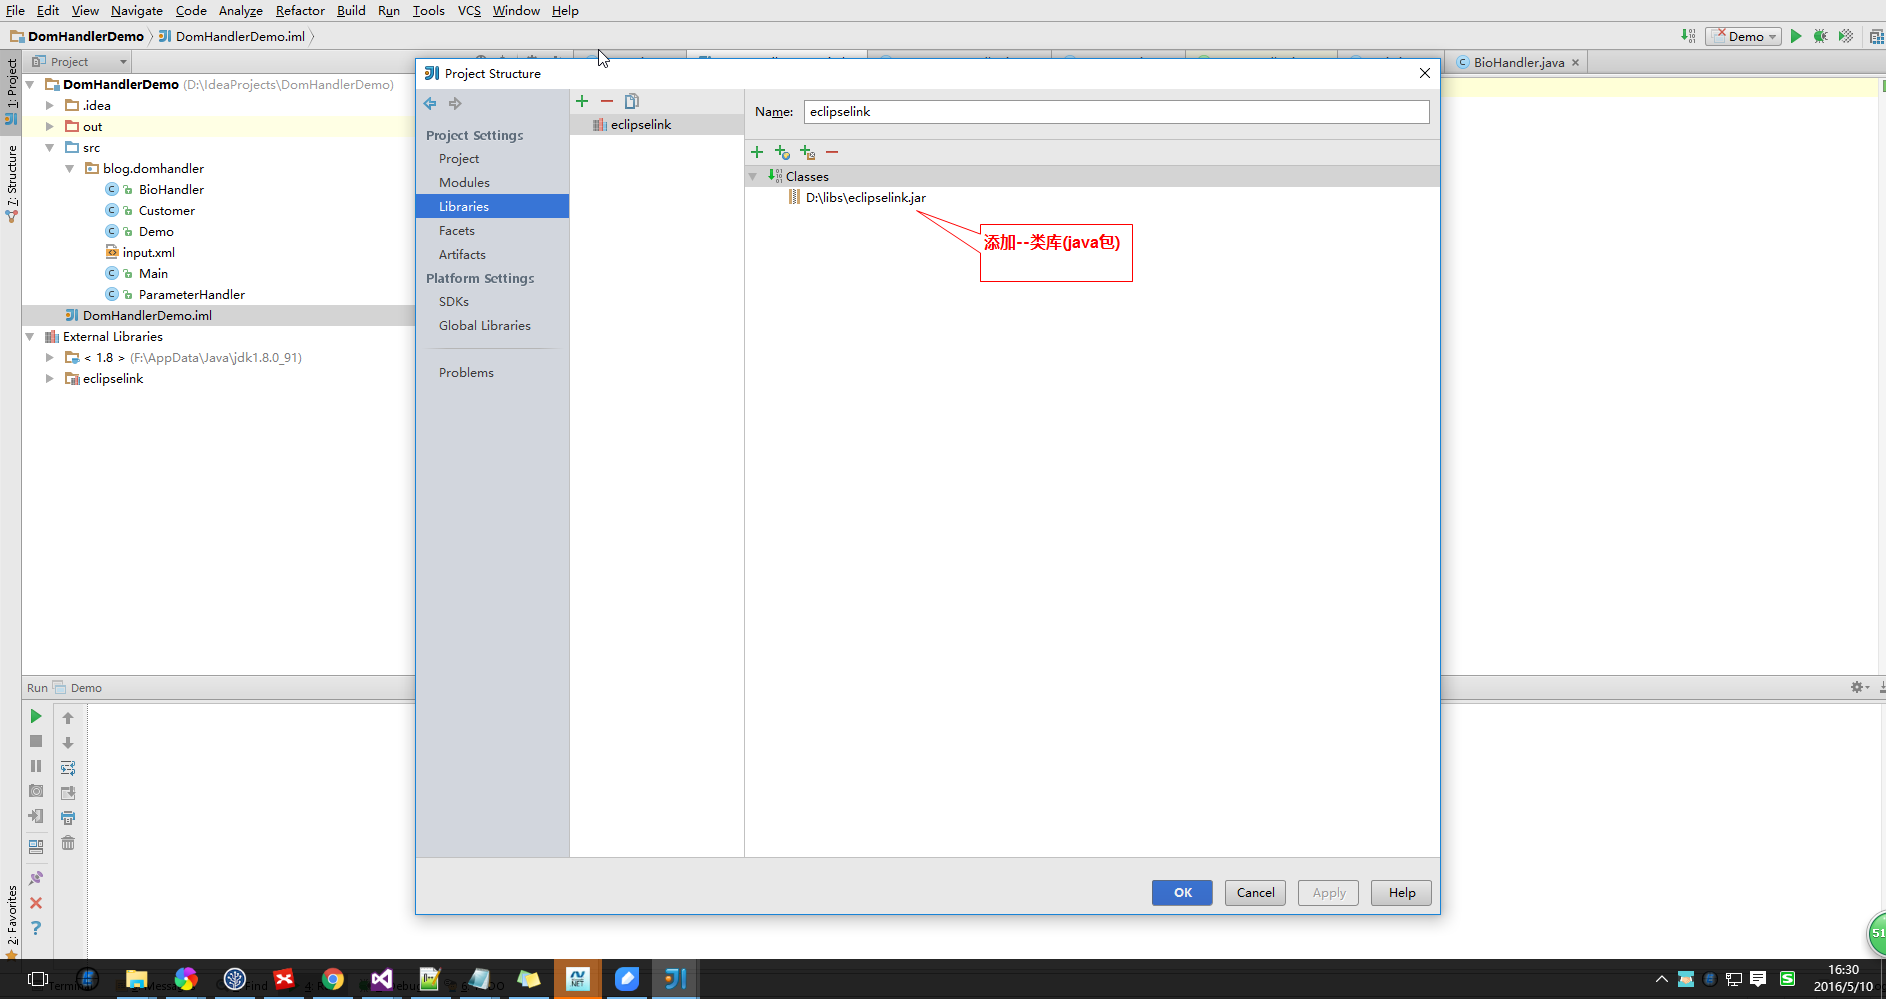 File Edit View Navigate Code Analyze Refactor Build Run Tools VCS Window Help
DomHandlerDemo DomHandlerDemo.iml
Demo
1: Project
7: Structure
2: Favorites
Project
BioHandler.java
DomHandlerDemo (D:\IdeaProjects\DomHandlerDemo)
.idea
out
src
blog.domhandler
BioHandler
Customer
Demo
input.xml
Main
ParameterHandler
DomHandlerDemo.iml
External Libraries
< 1.8 > (F:\AppData\Java\jdk1.8.0_91)
eclipselink
Project Structure
Project Settings
Project
Modules
Libraries
Facets
Artifacts
Platform Settings
SDKs
Global Libraries
Problems
eclipselink
Name: eclipselink
Classes
D:\libs\eclipselink.jar
添加--类库(java包)
OK Cancel Apply Help
Run Demo
51
.NET
16:30
2016/5/10